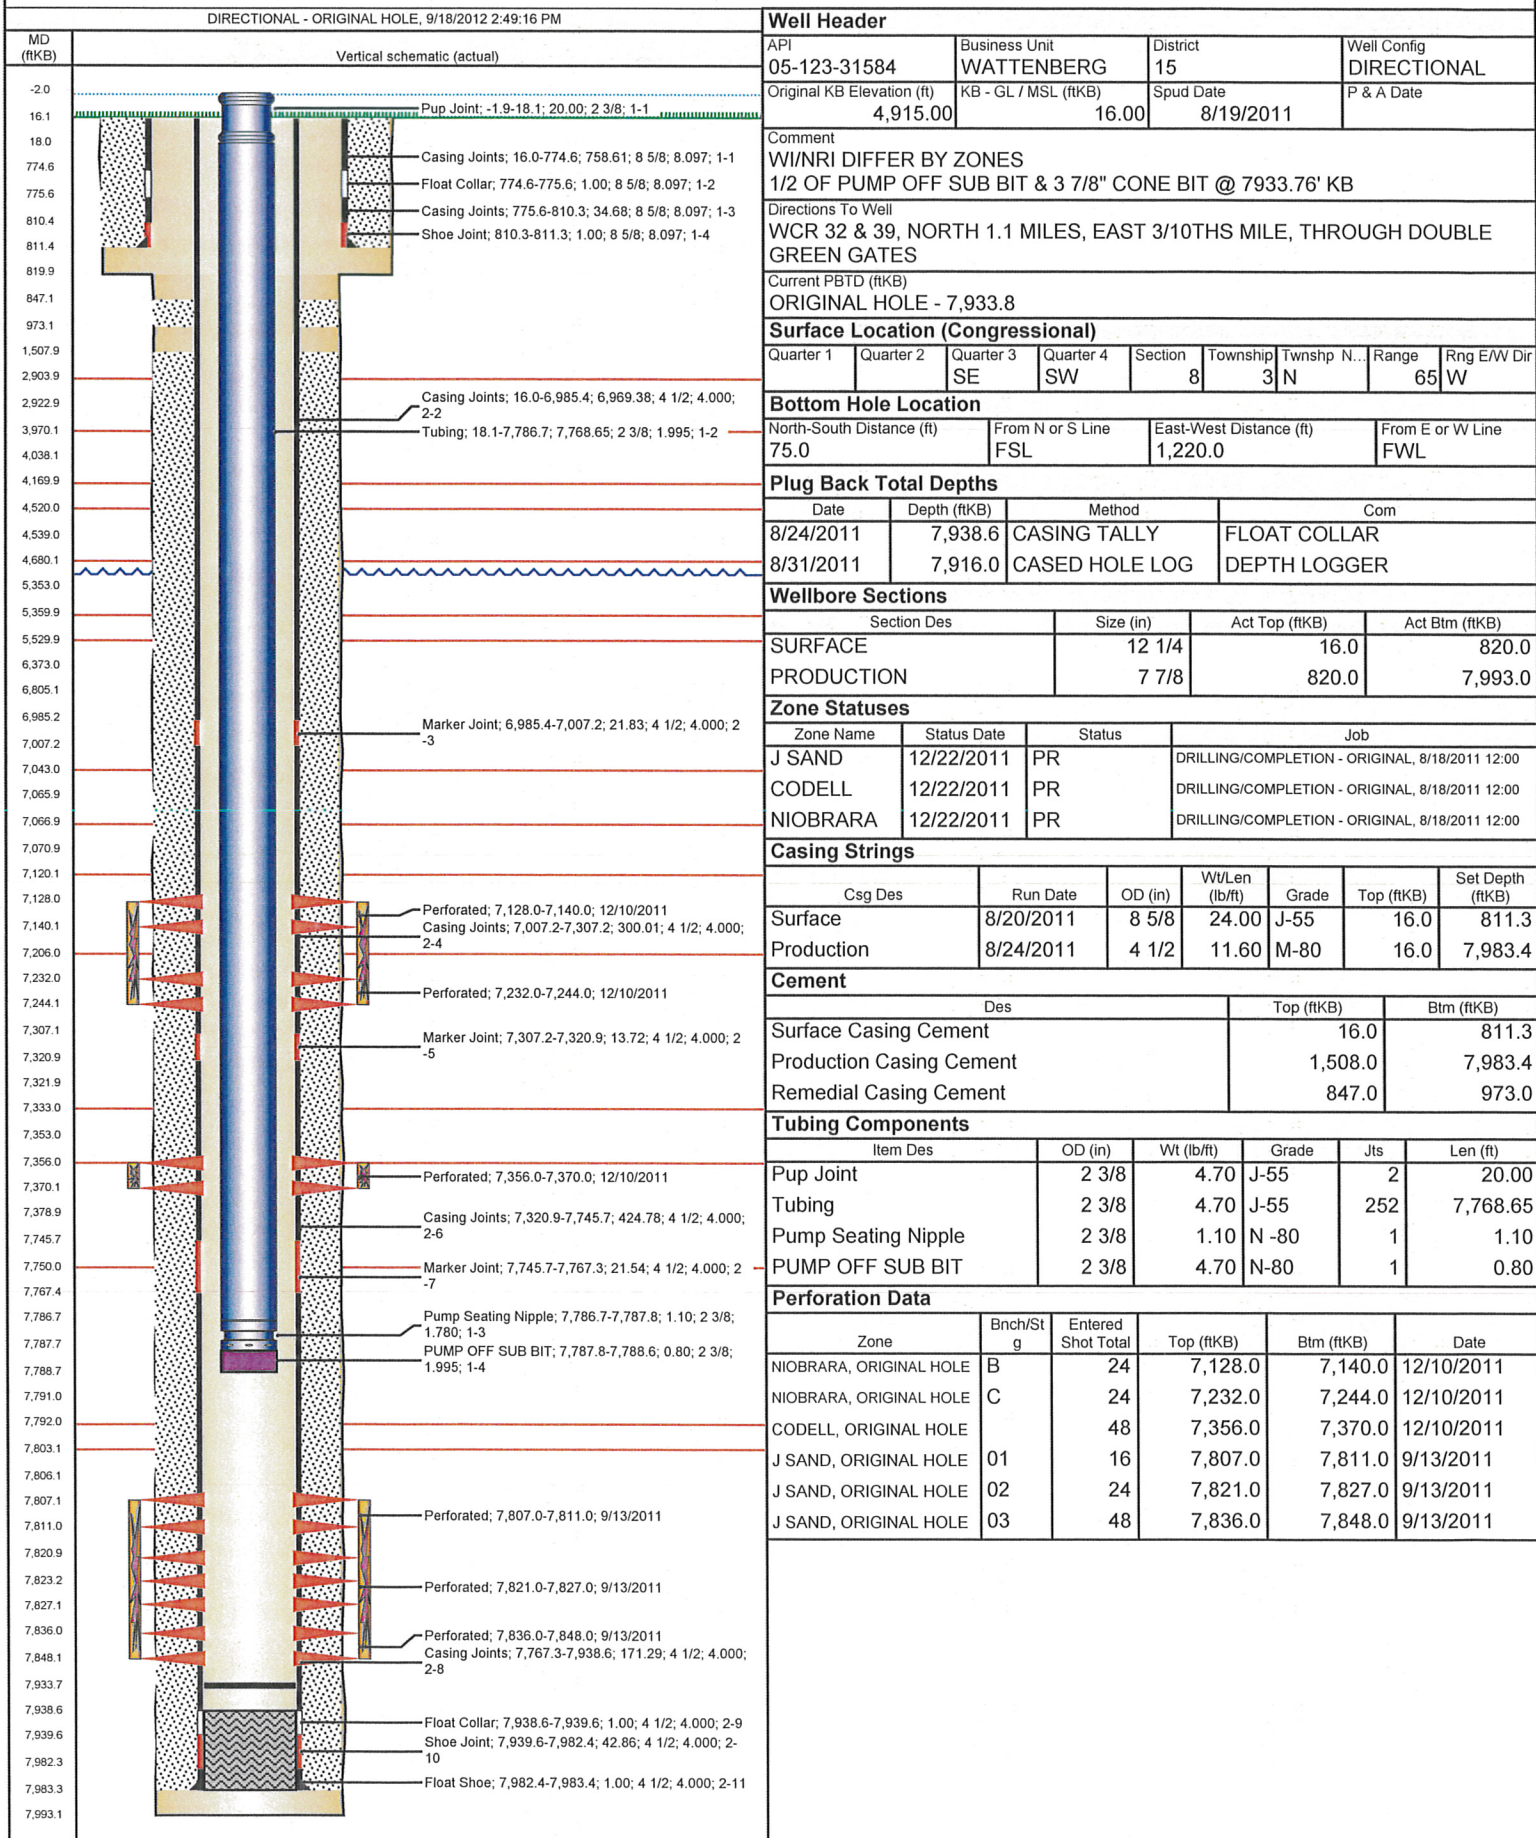 DIRECTIONAL - ORIGINAL HOLE, 9/18/2012 2:49:16 PM
MD
(ftKB)
Vertical schematic (actual)
-2.0
16.1
18.0
774.6
775.6
810.4
811.4
819.9
847.1
973.1
1,507.9
2,903.9
2,922.9
3,970.1
4,038.1
4,169.9
4,520.0
4,539.0
4,680.1
5,353.0
5,359.9
5,529.9
6,373.0
6,805.1
6,985.2
7,007.2
7,043.0
7,065.9
7,066.9
7,070.9
7,120.1
7,128.0
7,140.1
7,206.0
7,232.0
7,244.1
7,307.1
7,320.9
7,321.9
7,333.0
7,353.0
7,356.0
7,370.1
7,378.9
7,745.7
7,750.0
7,767.4
7,786.7
7,787.7
7,788.7
7,791.0
7,792.0
7,803.1
7,806.1
7,807.1
7,811.0
7,820.9
7,823.2
7,827.1
7,836.0
7,848.1
7,933.7
7,938.6
7,939.6
7,982.3
7,983.3
7,993.1
Pup Joint; -1.9-18.1; 20.00; 2 3/8; 1-1
Casing Joints; 16.0-774.6; 758.61; 8 5/8; 8.097; 1-1
Float Collar; 774.6-775.6; 1.00; 8 5/8; 8.097; 1-2
Casing Joints; 775.6-810.3; 34.68; 8 5/8; 8.097; 1-3
Shoe Joint; 810.3-811.3; 1.00; 8 5/8; 8.097; 1-4
Casing Joints; 16.0-6,985.4; 6,969.38; 4 1/2; 4.000;
2-2
Tubing; 18.1-7,786.7; 7,768.65; 2 3/8; 1.995; 1-2
Marker Joint; 6,985.4-7,007.2; 21.83; 4 1/2; 4.000; 2
-3
Perforated; 7,128.0-7,140.0; 12/10/2011
Casing Joints; 7,007.2-7,307.2; 300.01; 4 1/2; 4.000;
2-4
Perforated; 7,232.0-7,244.0; 12/10/2011
Marker Joint; 7,307.2-7,320.9; 13.72; 4 1/2; 4.000; 2
-5
Perforated; 7,356.0-7,370.0; 12/10/2011
Casing Joints; 7,320.9-7,745.7; 424.78; 4 1/2; 4.000;
2-6
Marker Joint; 7,745.7-7,767.3; 21.54; 4 1/2; 4.000; 2
-7
Pump Seating Nipple; 7,786.7-7,787.8; 1.10; 2 3/8;
1.780; 1-3
PUMP OFF SUB BIT; 7,787.8-7,788.6; 0.80; 2 3/8;
1.995; 1-4
Perforated; 7,807.0-7,811.0; 9/13/2011
Perforated; 7,821.0-7,827.0; 9/13/2011
Perforated; 7,836.0-7,848.0; 9/13/2011
Casing Joints; 7,767.3-7,938.6; 171.29; 4 1/2; 4.000;
2-8
Float Collar; 7,938.6-7,939.6; 1.00; 4 1/2; 4.000; 2-9
Shoe Joint; 7,939.6-7,982.4; 42.86; 4 1/2; 4.000; 2-
10
Float Shoe; 7,982.4-7,983.4; 1.00; 4 1/2; 4.000; 2-11
Well Header
API Business Unit District Well Config
05-123-31584 WATTENBERG 15 DIRECTIONAL
Original KB Elevation (ft) KB - GL / MSL (ftKB) Spud Date P & A Date
4,915.00 16.00 8/19/2011
Comment
WI/NRI DIFFER BY ZONES
1/2 OF PUMP OFF SUB BIT & 3 7/8" CONE BIT @ 7933.76' KB
Directions To Well
WCR 32 & 39, NORTH 1.1 MILES, EAST 3/10THS MILE, THROUGH DOUBLE
GREEN GATES
Current PBTD (ftKB)
ORIGINAL HOLE - 7,933.8
Surface Location (Congressional)
Quarter 1 Quarter 2 Quarter 3 Quarter 4 Section Township Twnshp N... Range Rng E/W Dir
SE SW 8 3 N 65 W
Bottom Hole Location
North-South Distance (ft) From N or S Line East-West Distance (ft) From E or W Line
75.0 FSL 1,220.0 FWL
Plug Back Total Depths
Date Depth (ftKB) Method Com
8/24/2011 7,938.6 CASING TALLY FLOAT COLLAR
8/31/2011 7,916.0 CASED HOLE LOG DEPTH LOGGER
Wellbore Sections
Section Des Size (in) Act Top (ftKB) Act Btm (ftKB)
SURFACE 12 1/4 16.0 820.0
PRODUCTION 7 7/8 820.0 7,993.0
Zone Statuses
Zone Name Status Date Status Job
J SAND 12/22/2011 PR DRILLING/COMPLETION - ORIGINAL, 8/18/2011 12:00
CODELL 12/22/2011 PR DRILLING/COMPLETION - ORIGINAL, 8/18/2011 12:00
NIOBRARA 12/22/2011 PR DRILLING/COMPLETION - ORIGINAL, 8/18/2011 12:00
Casing Strings
Csg Des Run Date OD (in) Wt/Len (lb/ft) Grade Top (ftKB) Set Depth (ftKB)
Surface 8/20/2011 8 5/8 24.00 J-55 16.0 811.3
Production 8/24/2011 4 1/2 11.60 M-80 16.0 7,983.4
Cement
Des Top (ftKB) Btm (ftKB)
Surface Casing Cement 16.0 811.3
Production Casing Cement 1,508.0 7,983.4
Remedial Casing Cement 847.0 973.0
Tubing Components
Item Des OD (in) Wt (lb/ft) Grade Jts Len (ft)
Pup Joint 2 3/8 4.70 J-55 2 20.00
Tubing 2 3/8 4.70 J-55 252 7,768.65
Pump Seating Nipple 2 3/8 1.10 N -80 1 1.10
PUMP OFF SUB BIT 2 3/8 4.70 N-80 1 0.80
Perforation Data
Zone Bnch/St g Entered Shot Total Top (ftKB) Btm (ftKB) Date
NIOBRARA, ORIGINAL HOLE B 24 7,128.0 7,140.0 12/10/2011
NIOBRARA, ORIGINAL HOLE C 24 7,232.0 7,244.0 12/10/2011
CODELL, ORIGINAL HOLE 48 7,356.0 7,370.0 12/10/2011
J SAND, ORIGINAL HOLE 01 16 7,807.0 7,811.0 9/13/2011
J SAND, ORIGINAL HOLE 02 24 7,821.0 7,827.0 9/13/2011
J SAND, ORIGINAL HOLE 03 48 7,836.0 7,848.0 9/13/2011